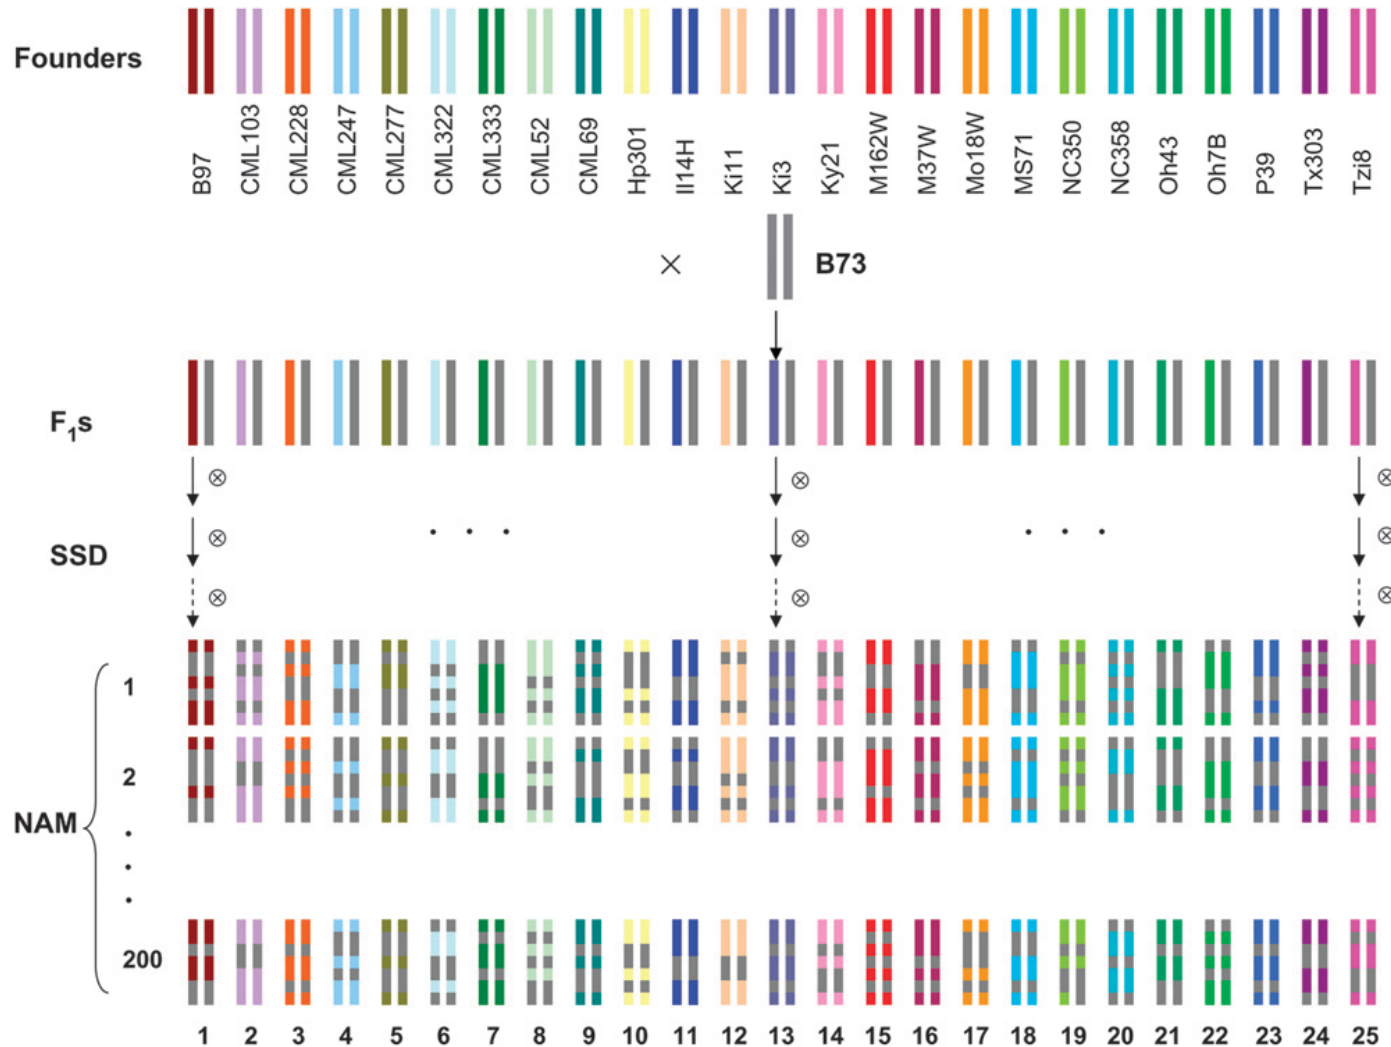 Founders
B97 CML103 CML228 CML247 CML277 CML322 CML333 CML52 CML69 Hp301 Il14H Ki11 Ki3 Ky21 M162W M37W Mo18W MS71 NC350 NC358 Oh43 Oh7B P39 Tx303 Tzi8
× B73
F1s
SSD
1
2
NAM
200
1 2 3 4 5 6 7 8 9 10 11 12 13 14 15 16 17 18 19 20 21 22 23 24 25